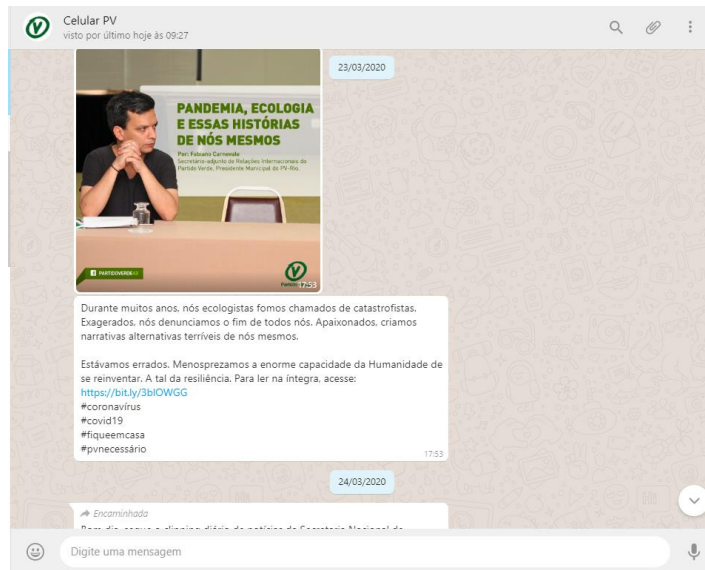 Celular PV
visto por último hoje às 09:27
23/03/2020
PANDEMIA, ECOLOGIA
E ESSAS HISTÓRIAS
DE NÓS MESMOS
Por: Fabiano Carnevale
Secretário-adjunto de Relações Internacionais do
Partido Verde, Presidente Municipal do PV-Rio.
17:53
Durante muitos anos, nós ecologistas fomos chamados de catastrofistas.
Exagerados, nós denunciamos o fim de todos nós. Apaixonados, criamos
narrativas alternativas terríveis de nós mesmos.
Estávamos errados. Menosprezamos a enorme capacidade da Humanidade de
se reinventar. A tal da resiliência. Para ler na íntegra, acesse:
https://bit.ly/3blOWGG
#coronavírus
#covid19
#fiqueemcasa
#pvnecessário
17:53
24/03/2020
Encaminhada
Digite uma mensagem